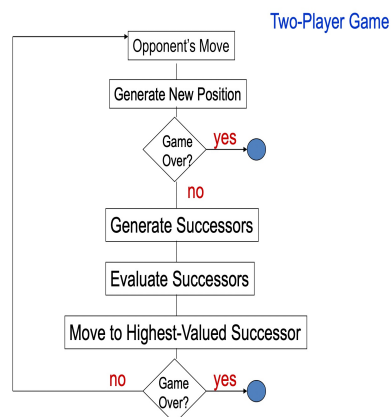 Two-Player Game
Opponent's Move
Generate New Position
Game
Over?
yes
no
Generate Successors
Evaluate Successors
Move to Highest-Valued Successor
no
Game
Over?
yes